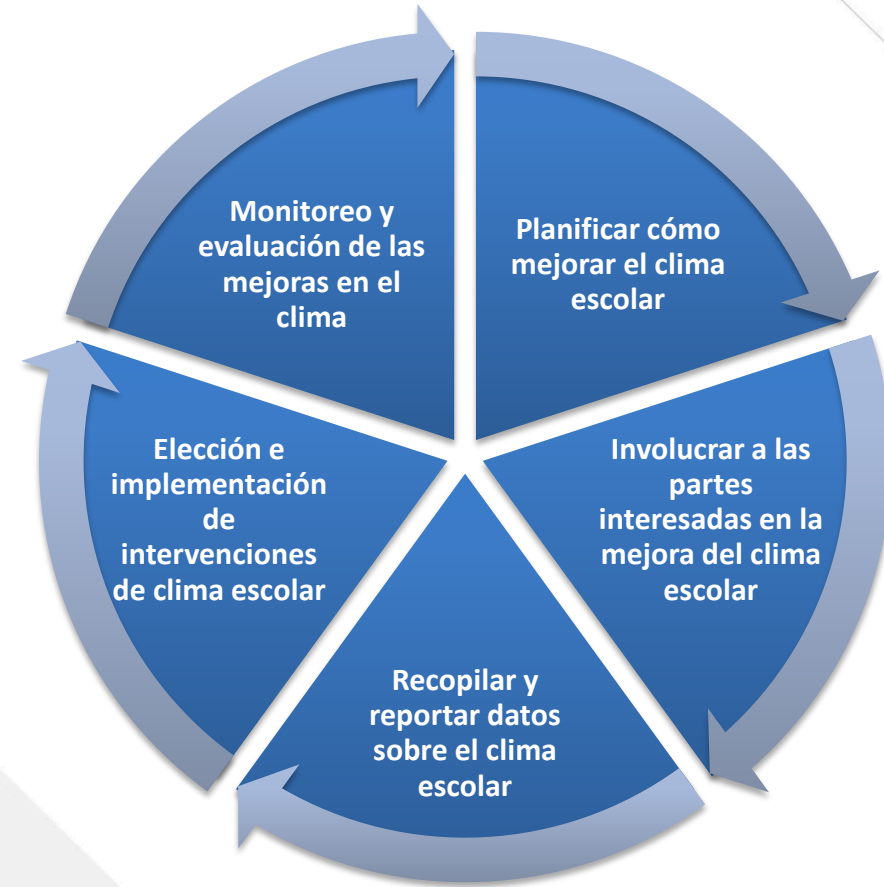 Planificar cómo
mejorar el clima
escolar
Involucrar a las
partes
interesadas en la
mejora del clima
escolar
Recopilar y
reportar datos
sobre el clima
escolar
Elección e
implementación
de
intervenciones
de clima escolar
Monitoreo y
evaluación de las
mejoras en el
clima